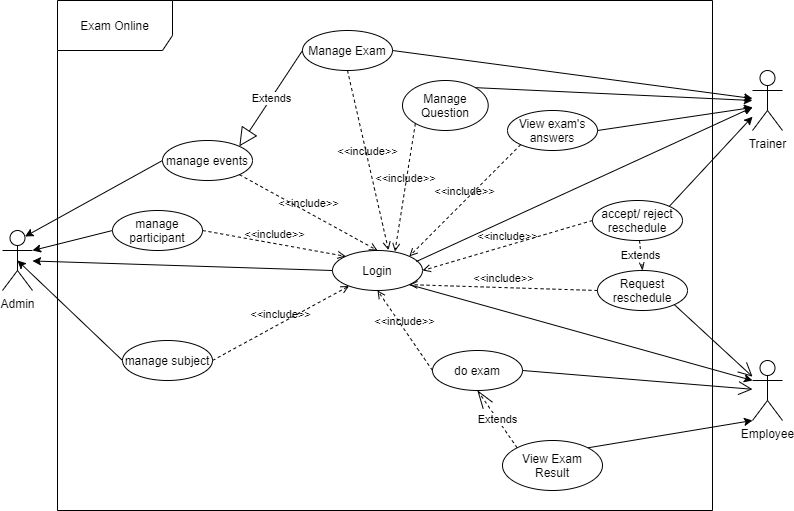 Exam Online
Manage Exam
Manage
Question
View exam's
answers
Trainer
Extends
manage events
<<include>>
<<include>>
<<include>>
<<include>>
manage
participant
<<include>>
<<include>>
accept/ reject
reschedule
Extends
Admin
Login
<<include>>
Request
reschedule
<<include>>
<<include>>
manage subject
do exam
Extends
Employee
View Exam
Result